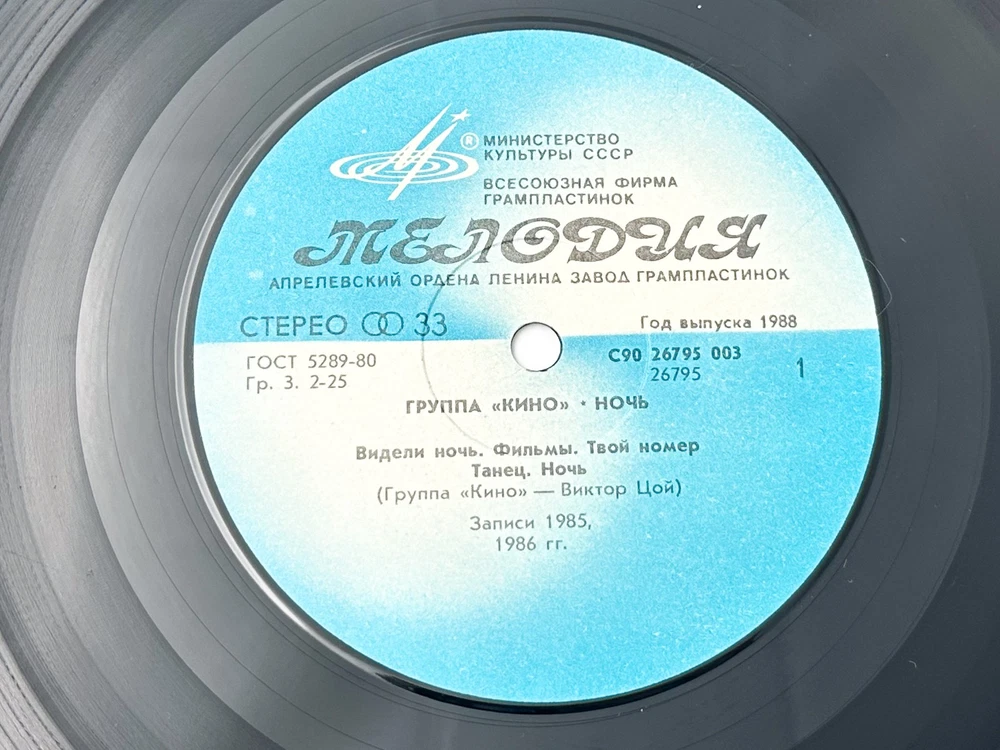 ® МИНИСТЕРСТВО
КУЛЬТУРЫ СССР
ВСЕСОЮЗНАЯ ФИРМА
ГРАМПЛАСТИНОК
МЕЛОДИЯ
АПРЕЛЕВСКИЙ ОРДЕНА ЛЕНИНА ЗАВОД ГРАМПЛАСТИНОК
СТЕРЕО 33
Год выпуска 1988
ГОСТ 5289-80
Гр. 3. 2-25
С90 26795 003
26795
1
ГРУППА «КИНО» • НОЧЬ
Видели ночь. Фильмы. Твой номер
Танец. Ночь
(Группа «Кино» — Виктор Цой)
Записи 1985,
1986 гг.